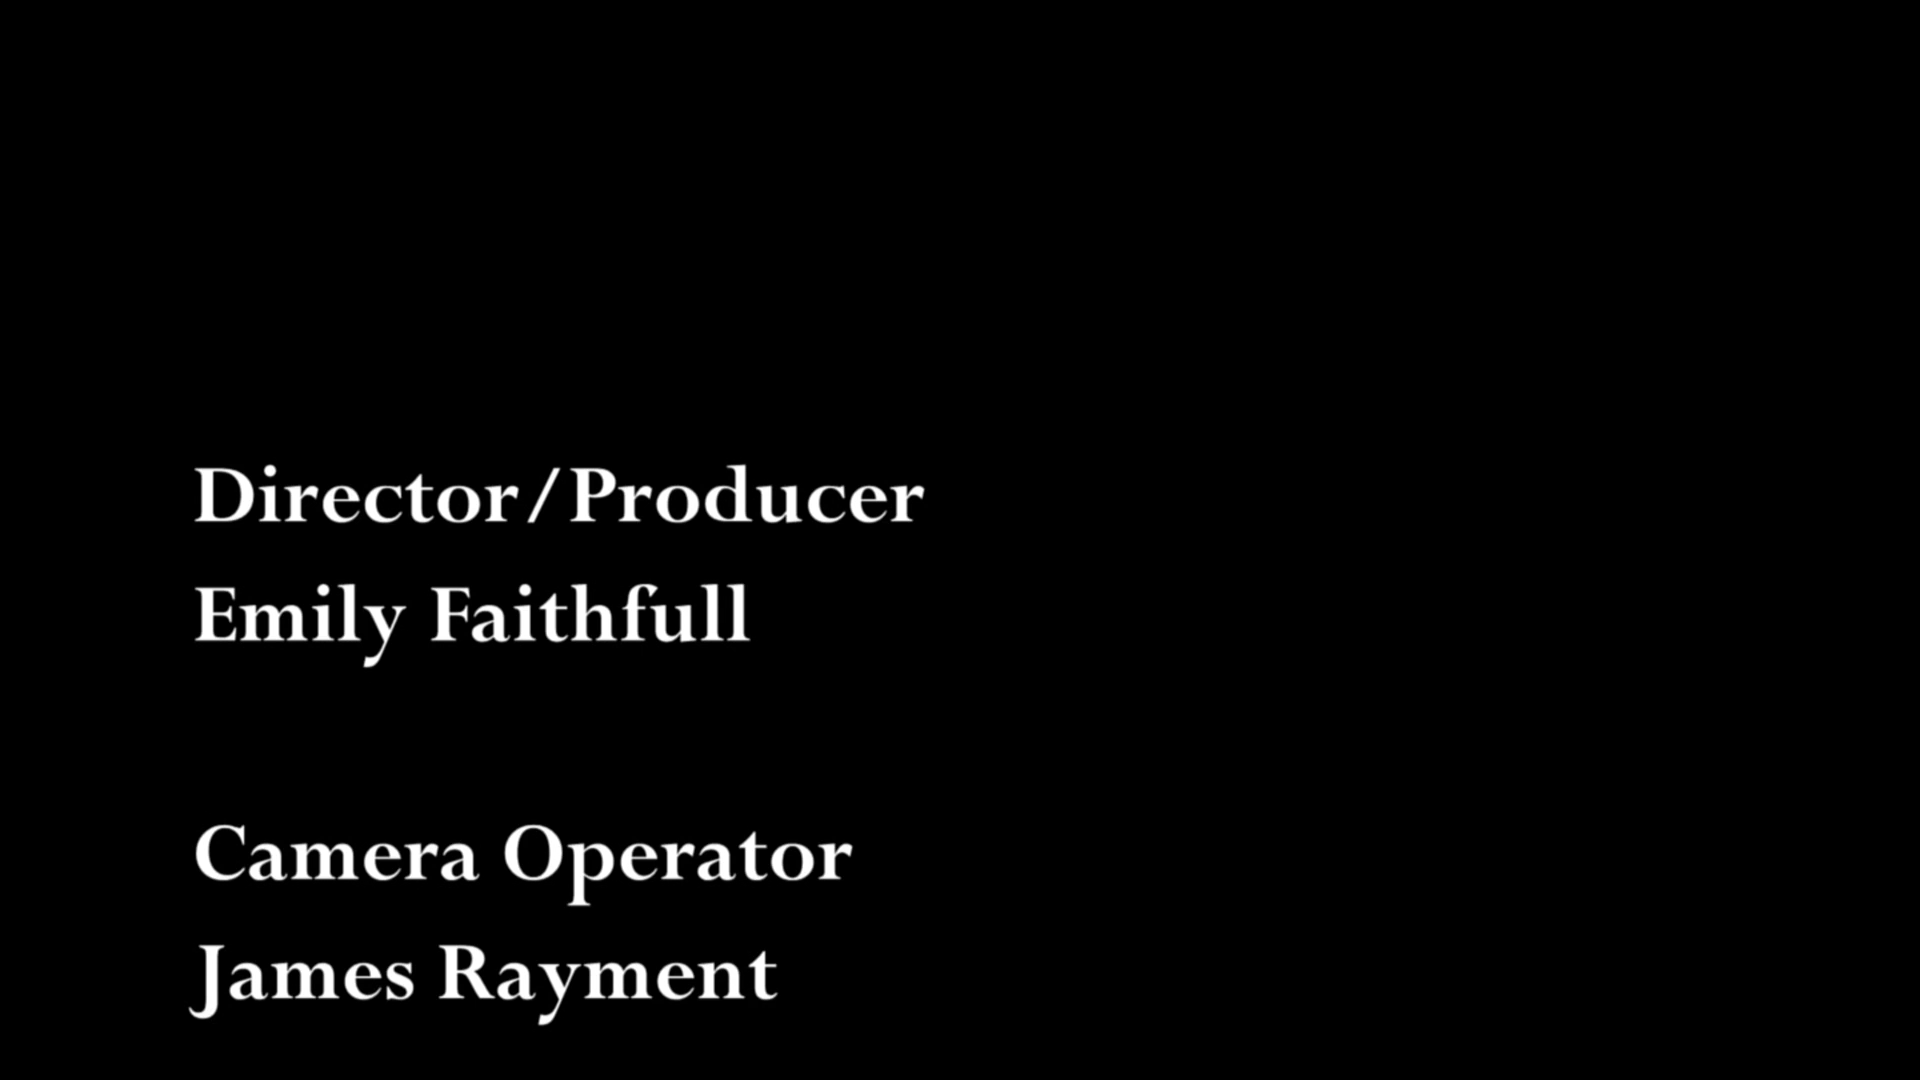 Director/Producer
Emily Faithfull
Camera Operator
James Rayment